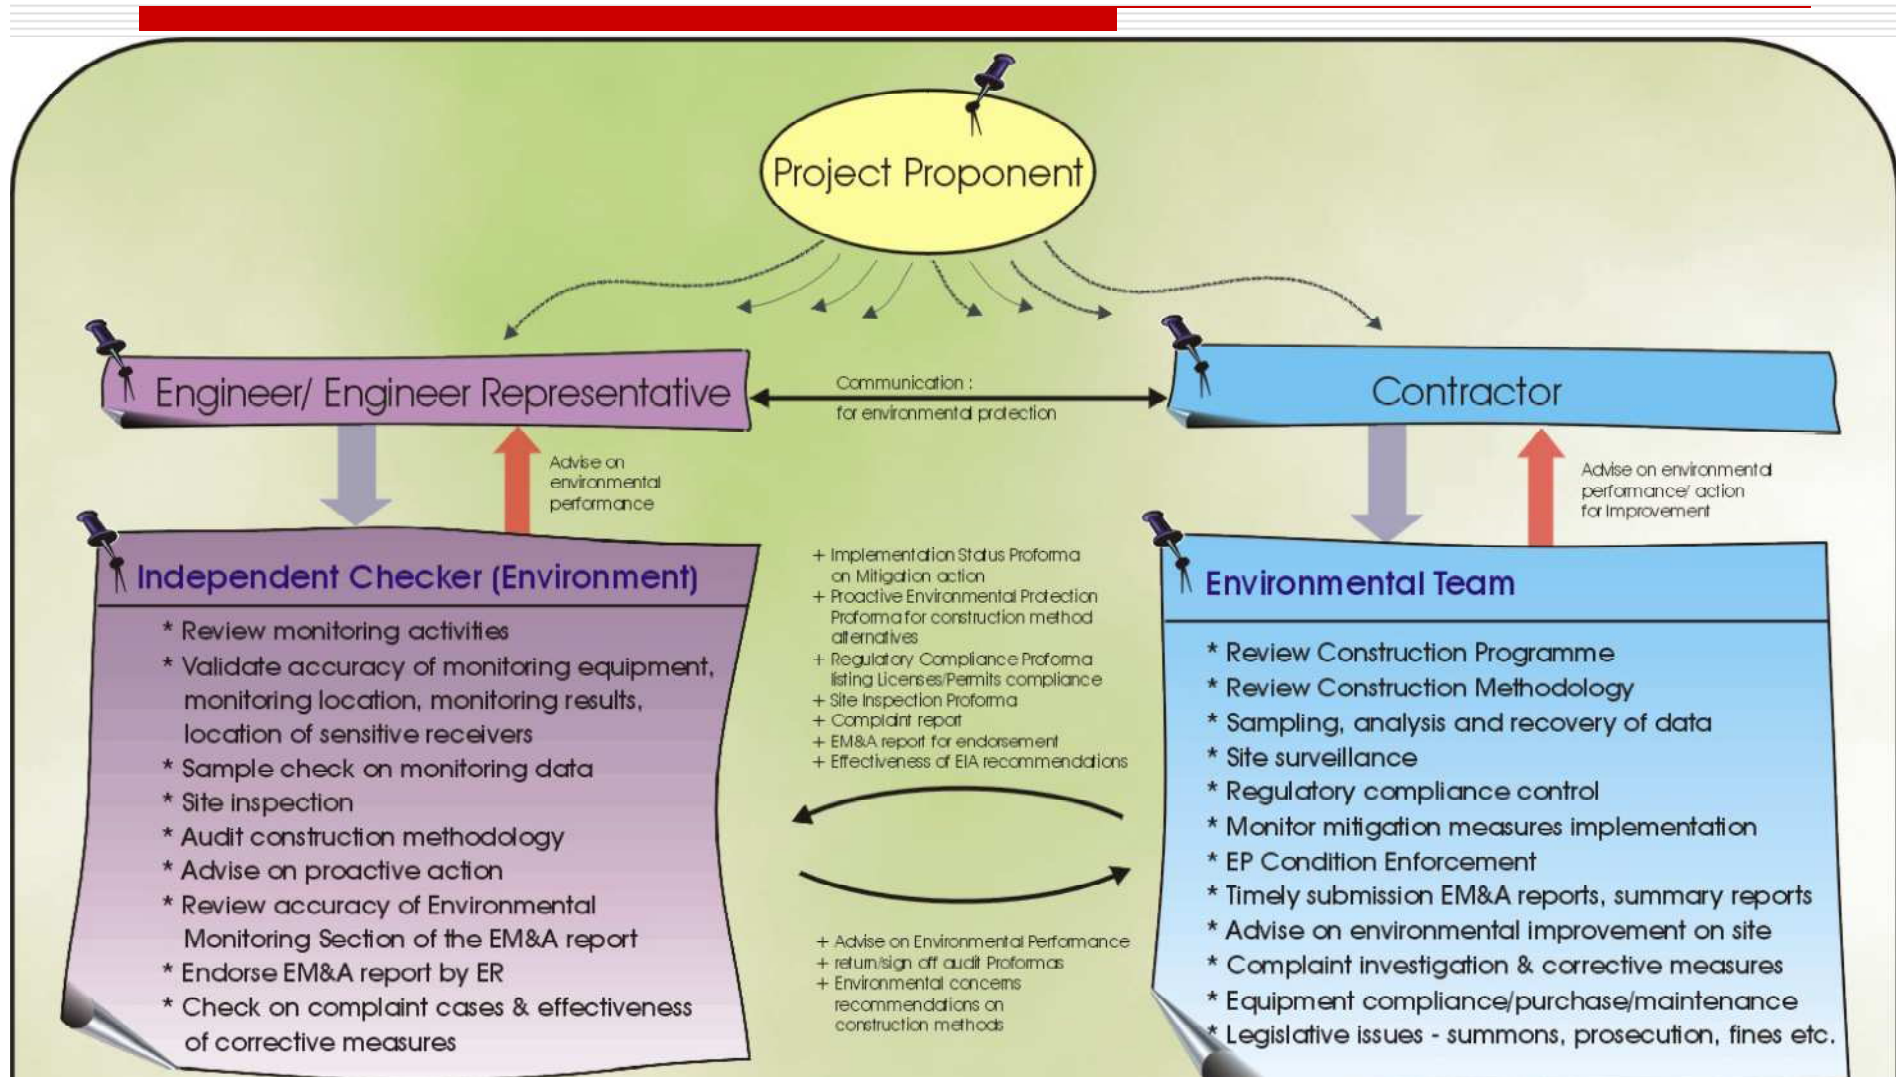 Project Proponent
Engineer/ Engineer Representative
Communication :
for environmental protection
Contractor
Advise on
environmental
performance
Advise on environmental
performance/ action
for Improvement
Independent Checker (Environment)
* Review monitoring activities
* Validate accuracy of monitoring equipment,
monitoring location, monitoring results,
location of sensitive receivers
* Sample check on monitoring data
* Site inspection
* Audit construction methodology
* Advise on proactive action
* Review accuracy of Environmental
Monitoring Section of the EM&A report
* Endorse EM&A report by ER
* Check on complaint cases & effectiveness
of corrective measures
+ Implementation Status Proforma
on Mitigation action
+ Proactive Environmental Protection
Proforma for construction method
alternatives
+ Regulatory Compliance Proforma
listing Licenses/Permits compliance
+ Site Inspection Proforma
+ Complaint report
+ EM&A report for endorsement
+ Effectiveness of EIA recommendations
+ Advise on Environmental Performance
+ return/sign off audit Proformas
+ Environmental concerns
recommendations on
construction methods
Environmental Team
* Review Construction Programme
* Review Construction Methodology
* Sampling, analysis and recovery of data
* Site surveillance
* Regulatory compliance control
* Monitor mitigation measures implementation
* EP Condition Enforcement
* Timely submission EM&A reports, summary reports
* Advise on environmental improvement on site
* Complaint investigation & corrective measures
* Equipment compliance/purchase/maintenance
* Legislative issues - summons, prosecution, fines etc.